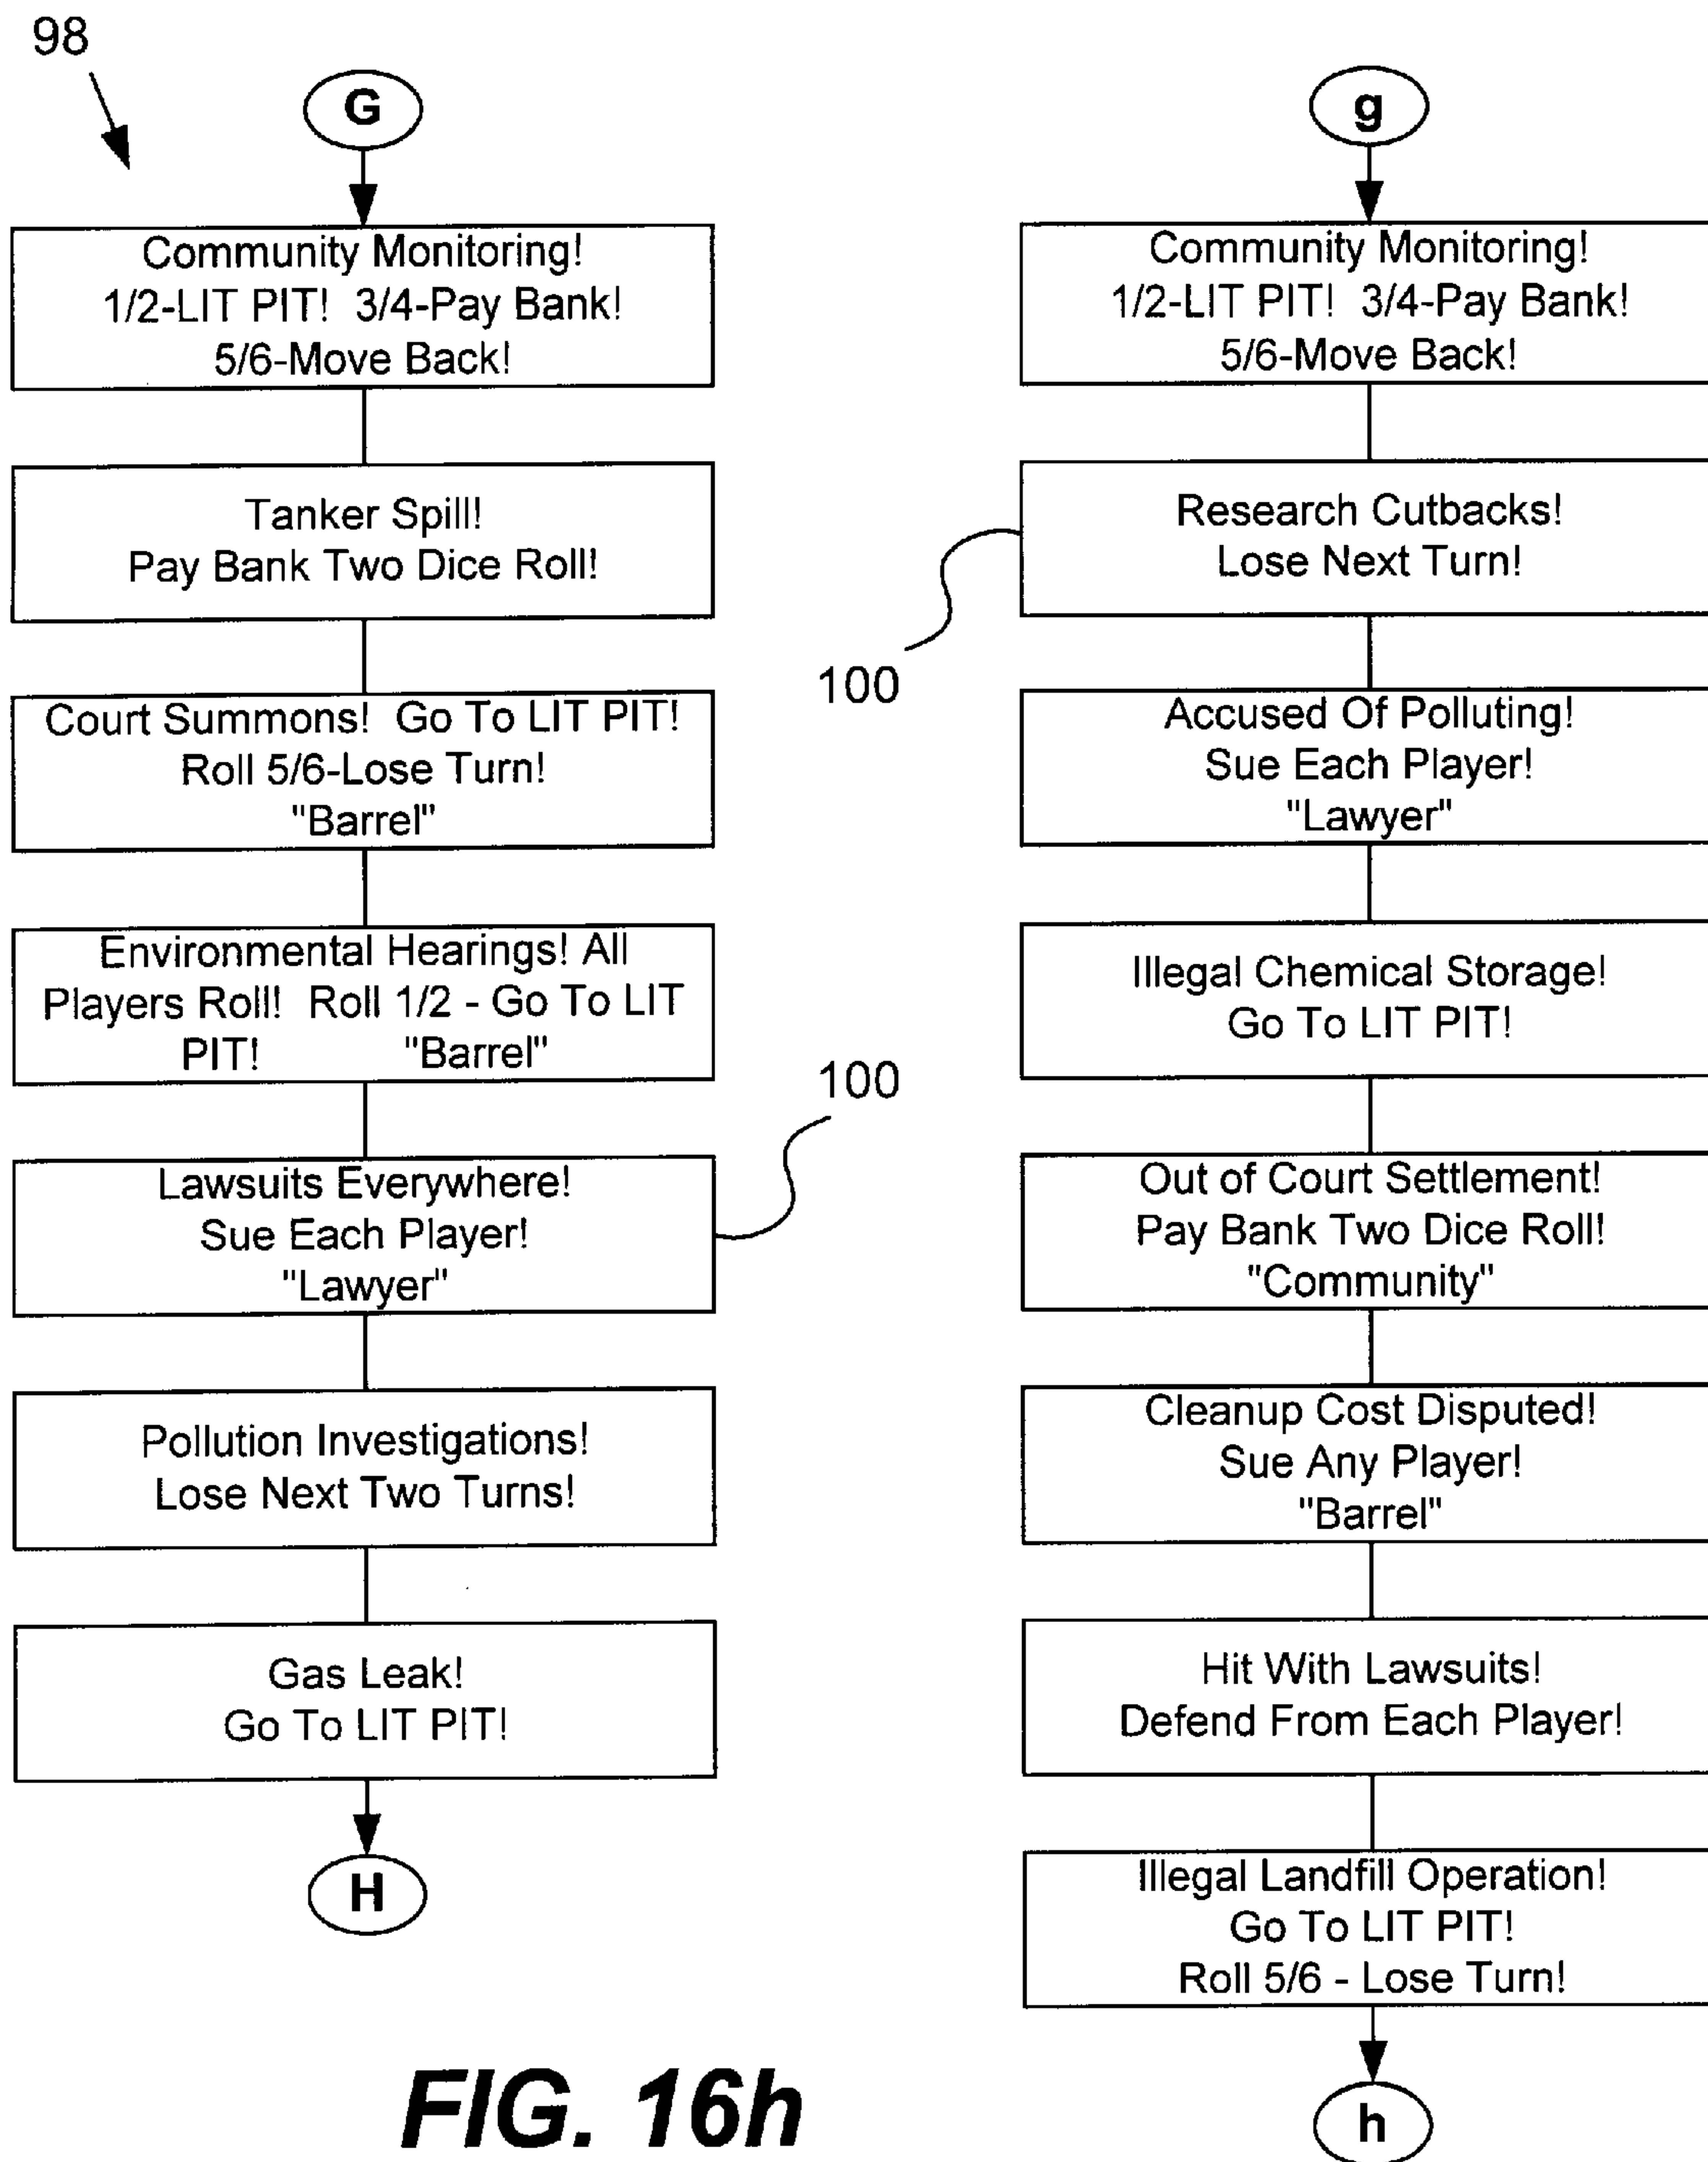 98
G
Community Monitoring!
1/2-LIT PIT! 3/4-Pay Bank!
5/6-Move Back!
Tanker Spill!
Pay Bank Two Dice Roll!
Court Summons! Go To LIT PIT!
Roll 5/6-Lose Turn!
"Barrel"
Environmental Hearings! All
Players Roll! Roll 1/2 - Go To LIT
PIT! "Barrel"
Lawsuits Everywhere!
Sue Each Player!
"Lawyer"
100
Pollution Investigations!
Lose Next Two Turns!
Gas Leak!
Go To LIT PIT!
H
g
Community Monitoring!
1/2-LIT PIT! 3/4-Pay Bank!
5/6-Move Back!
Research Cutbacks!
Lose Next Turn!
100
Accused Of Polluting!
Sue Each Player!
"Lawyer"
Illegal Chemical Storage!
Go To LIT PIT!
Out of Court Settlement!
Pay Bank Two Dice Roll!
"Community"
Cleanup Cost Disputed!
Sue Any Player!
"Barrel"
Hit With Lawsuits!
Defend From Each Player!
Illegal Landfill Operation!
Go To LIT PIT!
Roll 5/6 - Lose Turn!
h
FIG. 16h